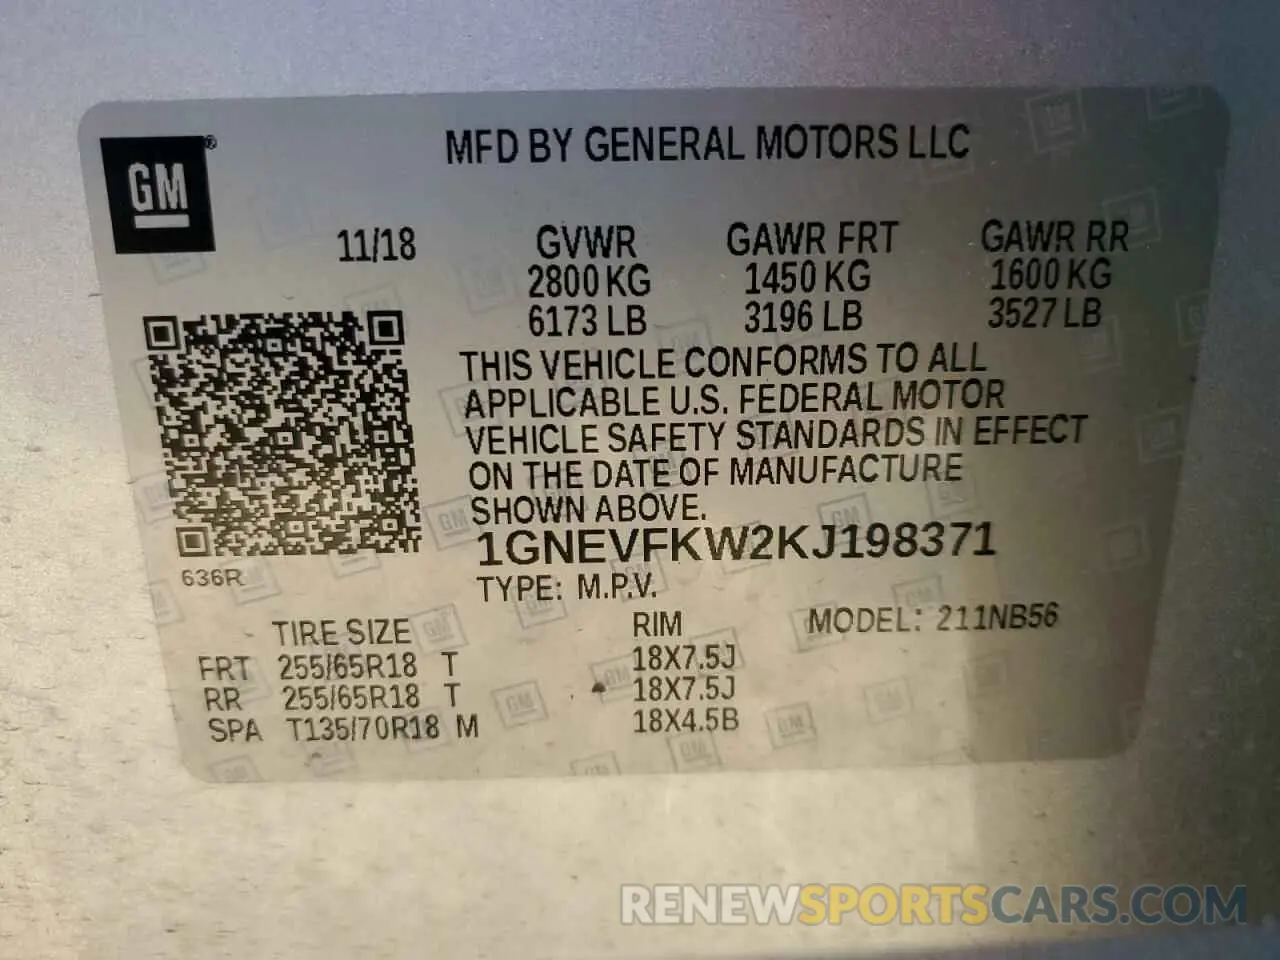 GM
MFD BY GENERAL MOTORS LLC
11/18 GVWR GAWR FRT GAWR RR
2800 KG 1450 KG 1600 KG
6173 LB 3196 LB 3527 LB
THIS VEHICLE CONFORMS TO ALL
APPLICABLE U.S. FEDERAL MOTOR
VEHICLE SAFETY STANDARDS IN EFFECT
ON THE DATE OF MANUFACTURE
SHOWN ABOVE.
1GNEVFKW2KJ198371
636R
TYPE: M.P.V.
TIRE SIZE RIM MODEL: 211NB56
FRT 255/65R18 T 18X7.5J
RR 255/65R18 T 18X7.5J
SPA T135/70R18 M 18X4.5B
RENEWSPORTSCARS.COM